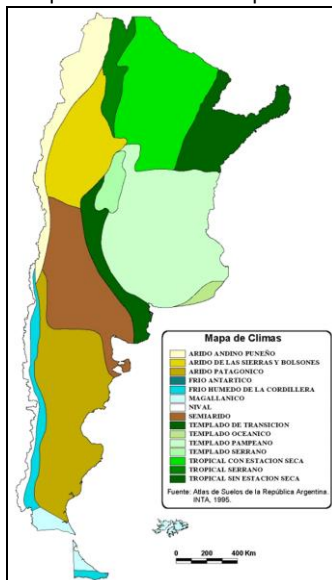 Mapa de Climas
ARIDO ANDINO PUNEÑO
ARIDO DE LAS SIERRAS Y BOLSONES
ARIDO PATAGONICO
FRIO ANTARTICO
FRIO HUMEDO DE LA CORDILLERA
MAGALLANICO
NIVAL
SEMIARIDO
TEMPLADO DE TRANSICION
TEMPLADO OCEANICO
TEMPLADO PAMPEANO
TEMPLADO SERRANO
TROPICAL CON ESTACION SECA
TROPICAL SERRANO
TROPICAL SIN ESTACION SECA
Fuente: Atlas de Suelos de la República Argentina.
INTA, 1995.
0 200 400 Km